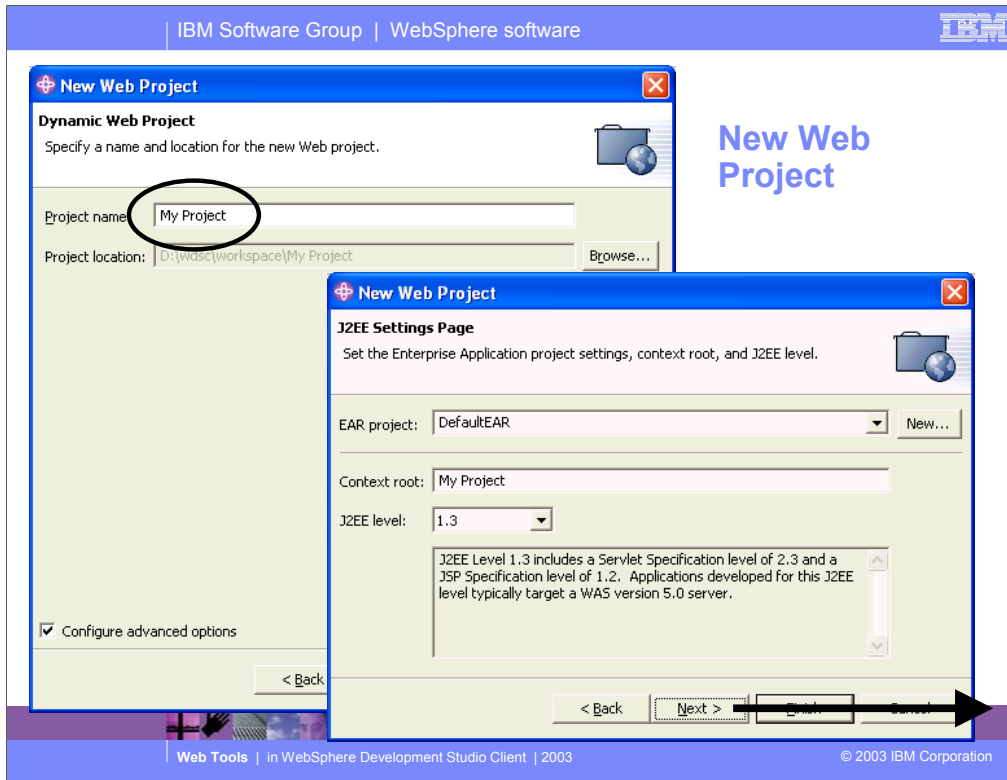 IBM Software Group | WebSphere software
IBM
New Web Project
Dynamic Web Project
Specify a name and location for the new Web project.
Project name
My Project
Project location:
D:\wdsc\workspace\My Project
Browse...
Configure advanced options
< Back
New Web
Project
New Web Project
J2EE Settings Page
Set the Enterprise Application project settings, context root, and J2EE level.
EAR project:
DefaultEAR
New...
Context root:
My Project
J2EE level:
1.3
J2EE Level 1.3 includes a Servlet Specification level of 2.3 and a
JSP Specification level of 1.2. Applications developed for this J2EE
level typically target a WAS version 5.0 server.
< Back
Next >
Finish
Cancel
Web Tools | in WebSphere Development Studio Client | 2003
© 2003 IBM Corporation